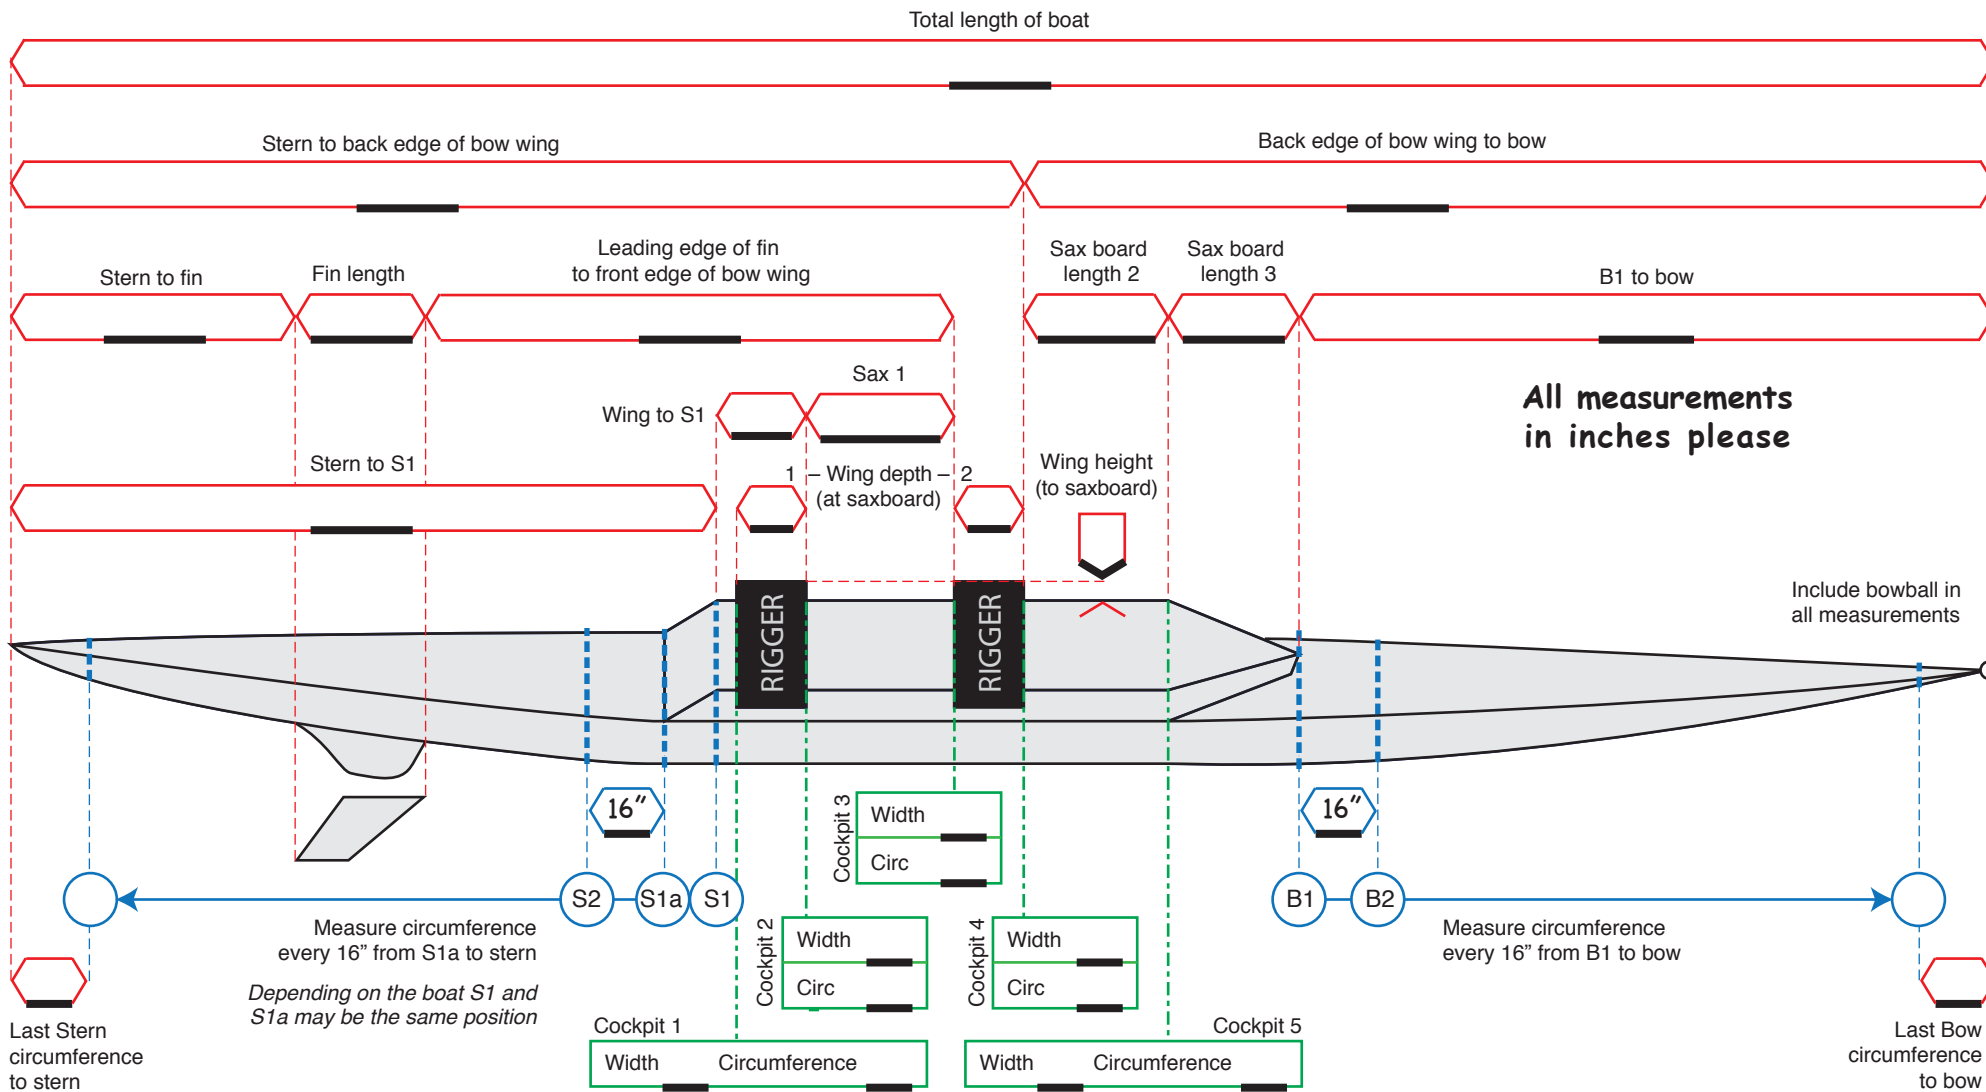 Total length of boat
Stern to back edge of bow wing
Back edge of bow wing to bow
Stern to fin
Fin length
Leading edge of fin
to front edge of bow wing
Sax board
length 2
Sax board
length 3
B1 to bow
Sax 1
Wing to S1
All measurements
in inches please
Stern to S1
1 – Wing depth – 2
(at saxboard)
Wing height
(to saxboard)
RIGGER
RIGGER
Include bowball in
all measurements
16”
16”
Cockpit 3
Width
Circ
S2
S1a
S1
B1
B2
Measure circumference
every 16” from S1a to stern
Depending on the boat S1 and
S1a may be the same position
Cockpit 2
Width
Circ
Cockpit 4
Width
Circ
Measure circumference
every 16” from B1 to bow
Last Stern
circumference
to stern
Cockpit 1
Width
Circumference
Cockpit 5
Width
Circumference
Last Bow
circumference
to bow